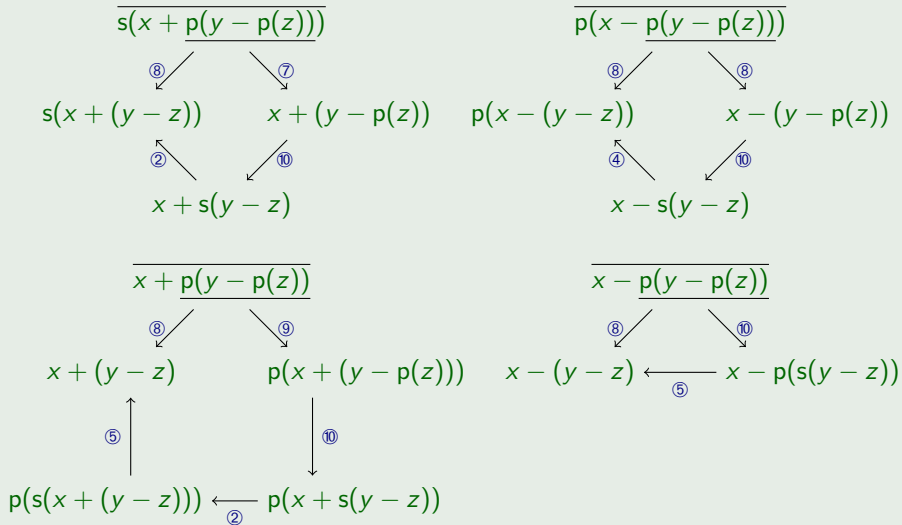 s(x + p(y − p(z))) p(x − p(y − p(z)))
⑧ ⑦ ⑧ ⑧
s(x + (y − z)) x + (y − p(z)) p(x − (y − z)) x − (y − p(z))
② ⑩ ④ ⑩
x + s(y − z) x − s(y − z)
x + p(y − p(z)) x − p(y − p(z))
⑧ ⑨ ⑧ ⑩
x + (y − z) p(x + (y − p(z))) x − (y − z) x − p(s(y − z))
⑤
⑤ ⑩
p(s(x + (y − z))) p(x + s(y − z))
②